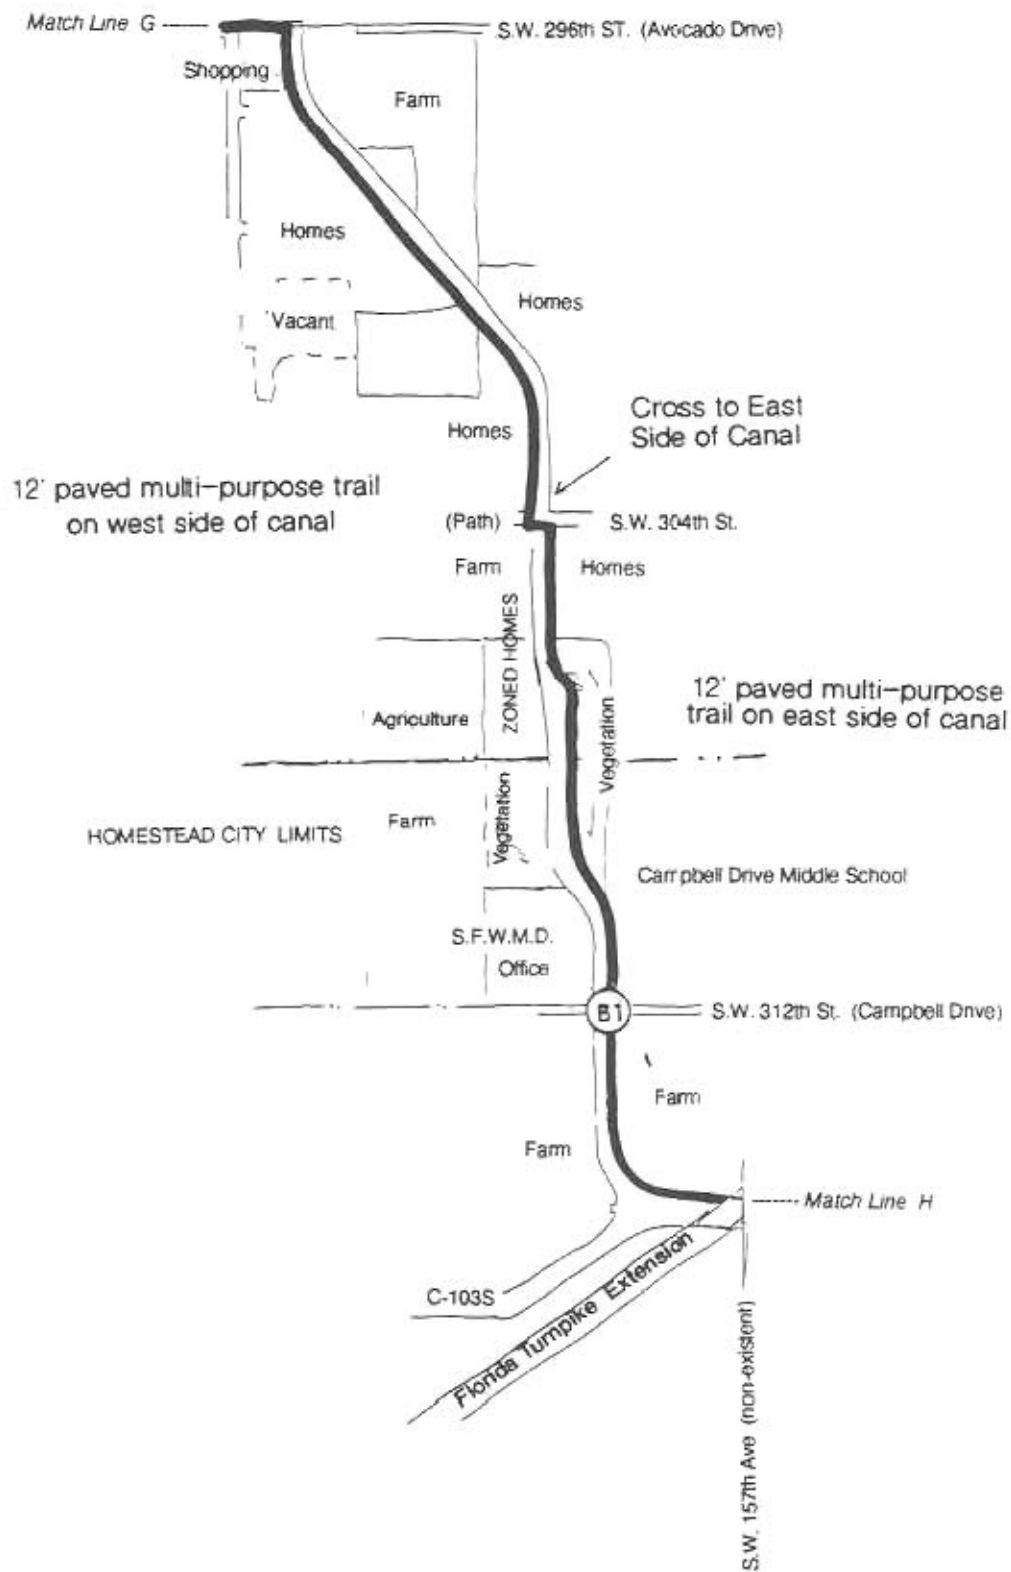 Match Line G
S.W. 296th ST. (Avocado Drive)
Shopping
Farm
Homes
Homes
Vacant
Cross to East
Side of Canal
Homes
12' paved multi-purpose trail
on west side of canal
(Path)
S.W. 304th St.
Farm
Homes
ZONED HOMES
12' paved multi-purpose
trail on east side of canal
Agriculture
Vegetation
Vegetation
Farm
HOMESTEAD CITY LIMITS
Campbell Drive Middle School
S.F.W.M.D.
Office
B1
S.W. 312th St. (Campbell Drive)
Farm
Farm
Match Line H
C-103S
Florida Turnpike Extension
S.W. 157th Ave (non-existent)